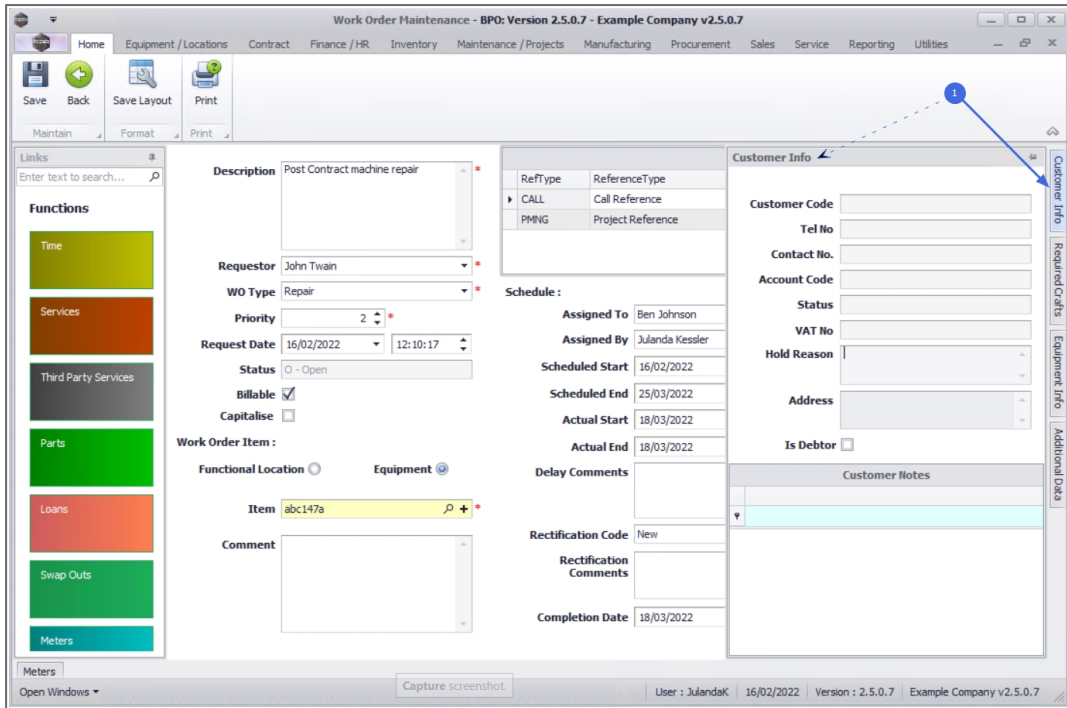 Work Order Maintenance - BPO: Version 2.5.0.7 - Example Company v2.5.0.7
Home Equipment / Locations Contract Finance / HR Inventory Maintenance / Projects Manufacturing Procurement Sales Service Reporting Utilities
Save Back Save Layout Print
Maintain Format Print
1
Links
Enter text to search...
Functions
Time
Services
Third Party Services
Parts
Loans
Swap Outs
Meters
Description Post Contract machine repair *
Requestor John Twain *
WO Type Repair *
Priority 2 *
Request Date 16/02/2022 12:10:17
Status O - Open
Billable
Capitalise
Work Order Item :
Functional Location Equipment
Item abc147a *
Comment
RefType ReferenceType
CALL Call Reference
PMNG Project Reference
Schedule :
Assigned To Ben Johnson
Assigned By Julanda Kessler
Scheduled Start 16/02/2022
Scheduled End 25/03/2022
Actual Start 18/03/2022
Actual End 18/03/2022
Delay Comments
Rectification Code New
Rectification
Comments
Completion Date 18/03/2022
Customer Info
Customer Code
Tel No
Contact No.
Account Code
Status
VAT No
Hold Reason
Address
Is Debtor
Customer Notes
Customer Info
Required Crafts
Equipment Info
Additional Data
Meters
Capture screenshot.
Open Windows User : JulandaK 16/02/2022 Version : 2.5.0.7 Example Company v2.5.0.7